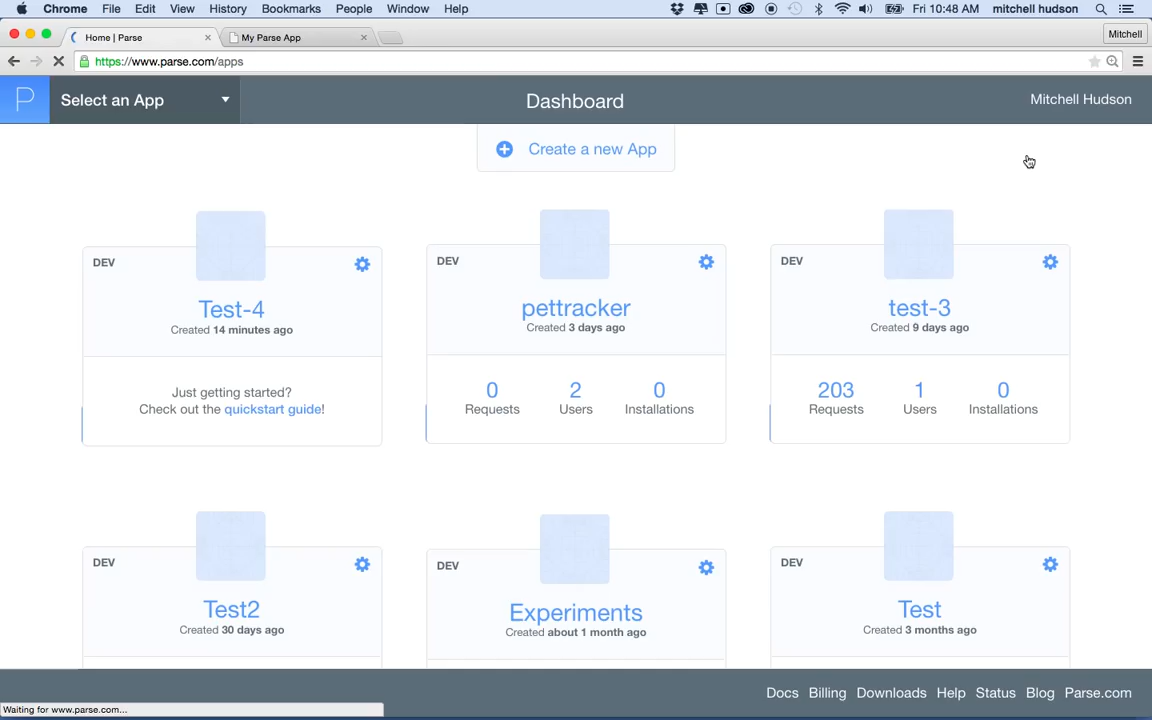 Chrome File Edit View History Bookmarks People Window Help Fri 10:48 AM mitchell hudson
Home | Parse My Parse App Mitchell
https://www.parse.com/apps
P Select an App Dashboard Mitchell Hudson
Create a new App
DEV DEV DEV
Test-4 pettracker test-3
Created 14 minutes ago Created 3 days ago Created 9 days ago
Just getting started? 0 2 0 203 1 0
Check out the quickstart guide! Requests Users Installations Requests Users Installations
DEV DEV DEV
Test2 Experiments Test
Created 30 days ago Created about 1 month ago Created 3 months ago
Docs Billing Downloads Help Status Blog Parse.com
Waiting for www.parse.com...